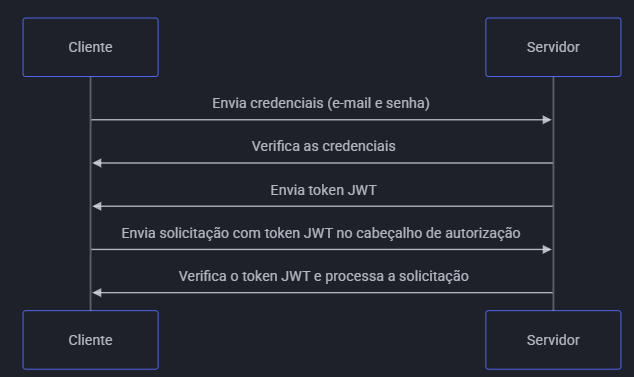 Cliente
Servidor
Envia credenciais (e-mail e senha)
Verifica as credenciais
Envia token JWT
Envia solicitação com token JWT no cabeçalho de autorização
Verifica o token JWT e processa a solicitação
Cliente
Servidor